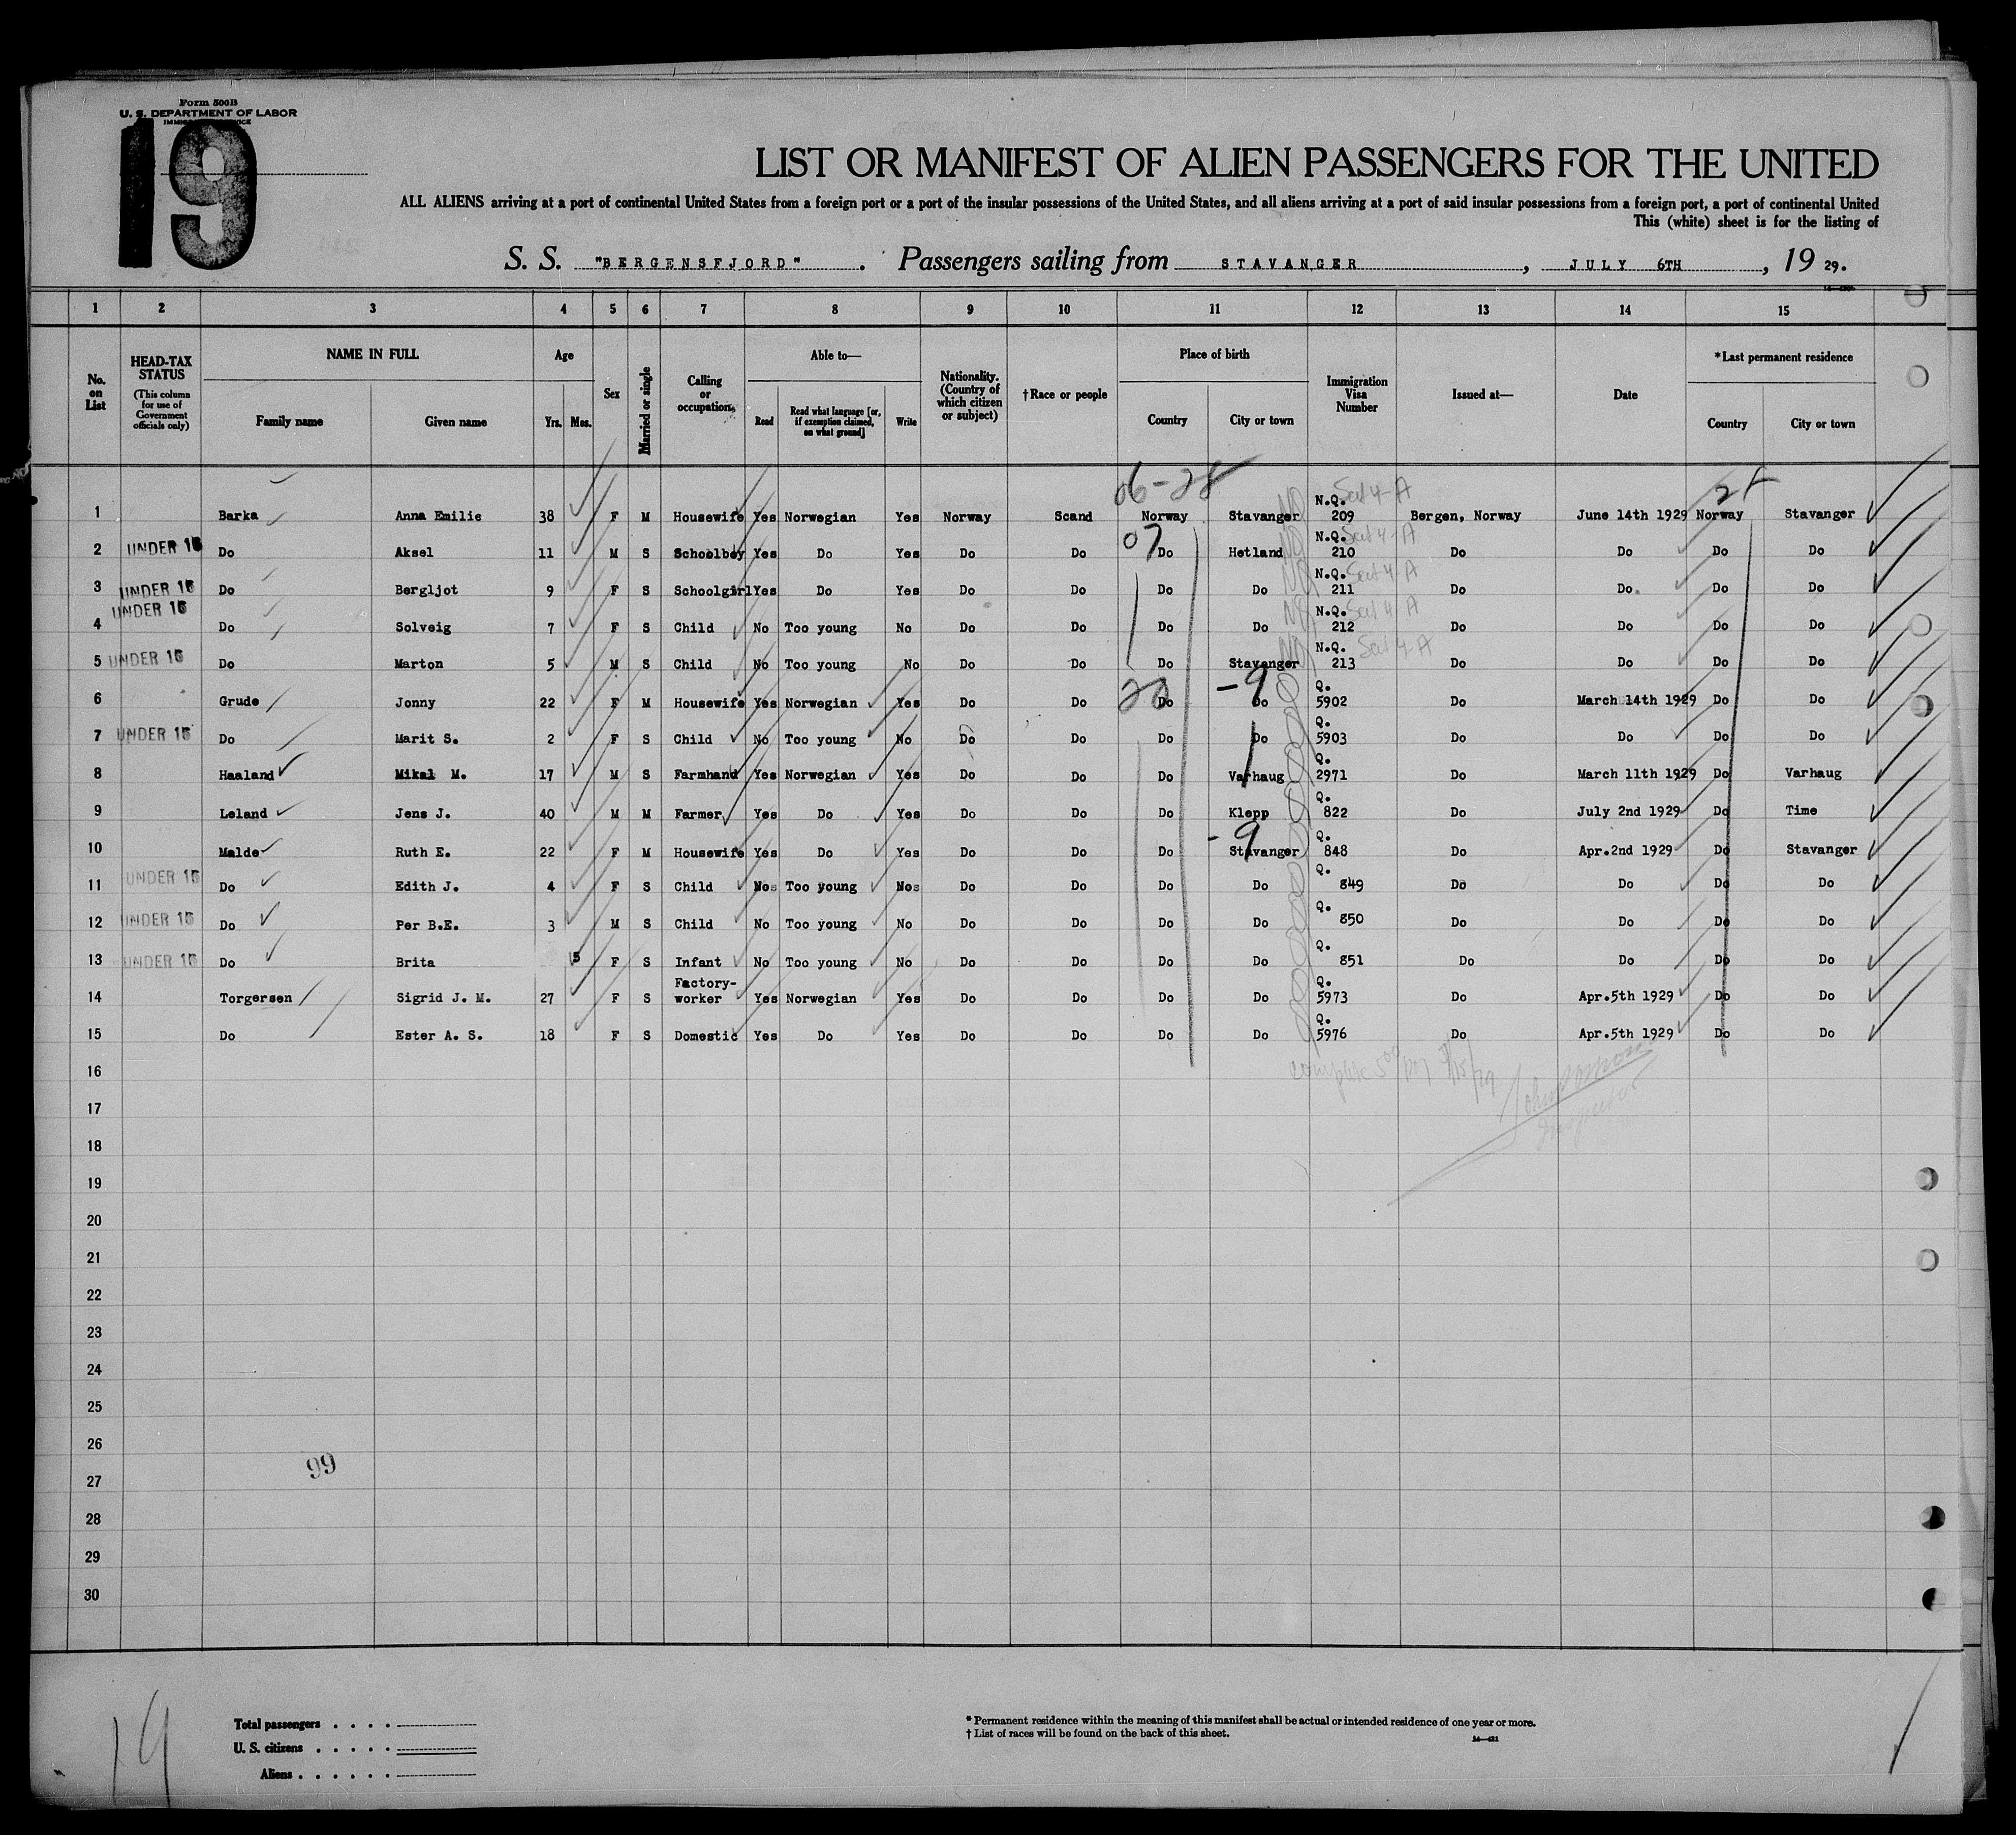 Form 500B
U. S. DEPARTMENT OF LABOR
19
LIST OR MANIFEST OF ALIEN PASSENGERS FOR THE UNITED
ALL ALIENS arriving at a port of continental United States from a foreign port or a port of the insular possessions of the United States, and all aliens arriving at a port of said insular possessions from a foreign port, a port of continental United
This (white) sheet is for the listing of
S. S. "BERGENSFJORD". Passengers sailing from STAVANGER, JULY 6TH, 19 29.
1 2 3 4 5 6 7 8 9 10 11 12 13 14 15
No. on List HEAD-TAX STATUS (This column for use of Government officials only) NAME IN FULL Family name Given name Age Yrs. Mos. Sex Married or single Calling or occupation Able to— Read Read what language [or, if exemption claimed, on what ground] Write Nationality. (Country of which citizen or subject) †Race or people Place of birth Country City or town Immigration Visa Number Issued at— Date *Last permanent residence Country City or town
06-28
1 Barka Anna Emilie 38 F M Housewife Yes Norwegian Yes Norway Scand Norway Stavanger N.Q. 209 Sect 4-A Bergen, Norway June 14th 1929 Norway Stavanger
2 UNDER 16 Do Aksel 11 M S Schoolboy Yes Do Yes Do Do 07 Do Hetland N.Q. 210 Sect 4-A Do Do Do Do
3 UNDER 16 Do Bergljot 9 F S Schoolgirl Yes Do Yes Do Do Do Do N.Q. 211 Sect 4-A Do Do. Do Do
4 UNDER 16 Do Solveig 7 F S Child No Too young No Do Do Do Do N.Q. 212 Sect 4-A Do Do Do Do
5 UNDER 16 Do Marton 5 M S Child No Too young No Do Do Do Stavanger N.Q. 213 Sect 4-A Do Do Do Do
6 Grude Jonny 22 F M Housewife Yes Norwegian Yes Do Do Do -9 Do Q. 5902 Do March 14th 1929 Do Do
7 UNDER 16 Do Marit S. 2 F S Child No Too young No Do Do Do Do Q. 5903 Do Do Do Do
8 Haaland Mikal M. 17 M S Farmhand Yes Norwegian Yes Do Do Do Varhaug Q. 2971 Do March 11th 1929 Do Varhaug
9 Leland Jens J. 40 M M Farmer Yes Do Yes Do Do Do Klepp Q. 822 Do July 2nd 1929 Do Time
10 Malde Ruth E. 22 F M Housewife Yes Do Yes Do Do Do -9 Stavanger Q. 848 Do Apr.2nd 1929 Do Stavanger
11 UNDER 16 Do Edith J. 4 F S Child No Too young No Do Do Do Do Q. 849 Do Do Do Do
12 UNDER 16 Do Per B.E. 3 M S Child No Too young No Do Do Do Do Q. 850 Do Do Do Do
13 UNDER 16 Do Brita 5 F S Infant No Too young No Do Do Do Do Q. 851 Do Do Do Do
14 Torgersen Sigrid J. M. 27 F S Factory-worker Yes Norwegian Yes Do Do Do Do Q. 5973 Do Apr.5th 1929 Do Do
15 Do Ester A. S. 18 F S Domestic Yes Do Yes Do Do Do Do Q. 5976 Do Apr.5th 1929 Do Do
16
17
18
19
20
21
22
23
24
25
26
99
27
28
29
30
19
Total passengers
U. S. citizens
Aliens
* Permanent residence within the meaning of this manifest shall be actual or intended residence of one year or more.
† List of races will be found on the back of this sheet.